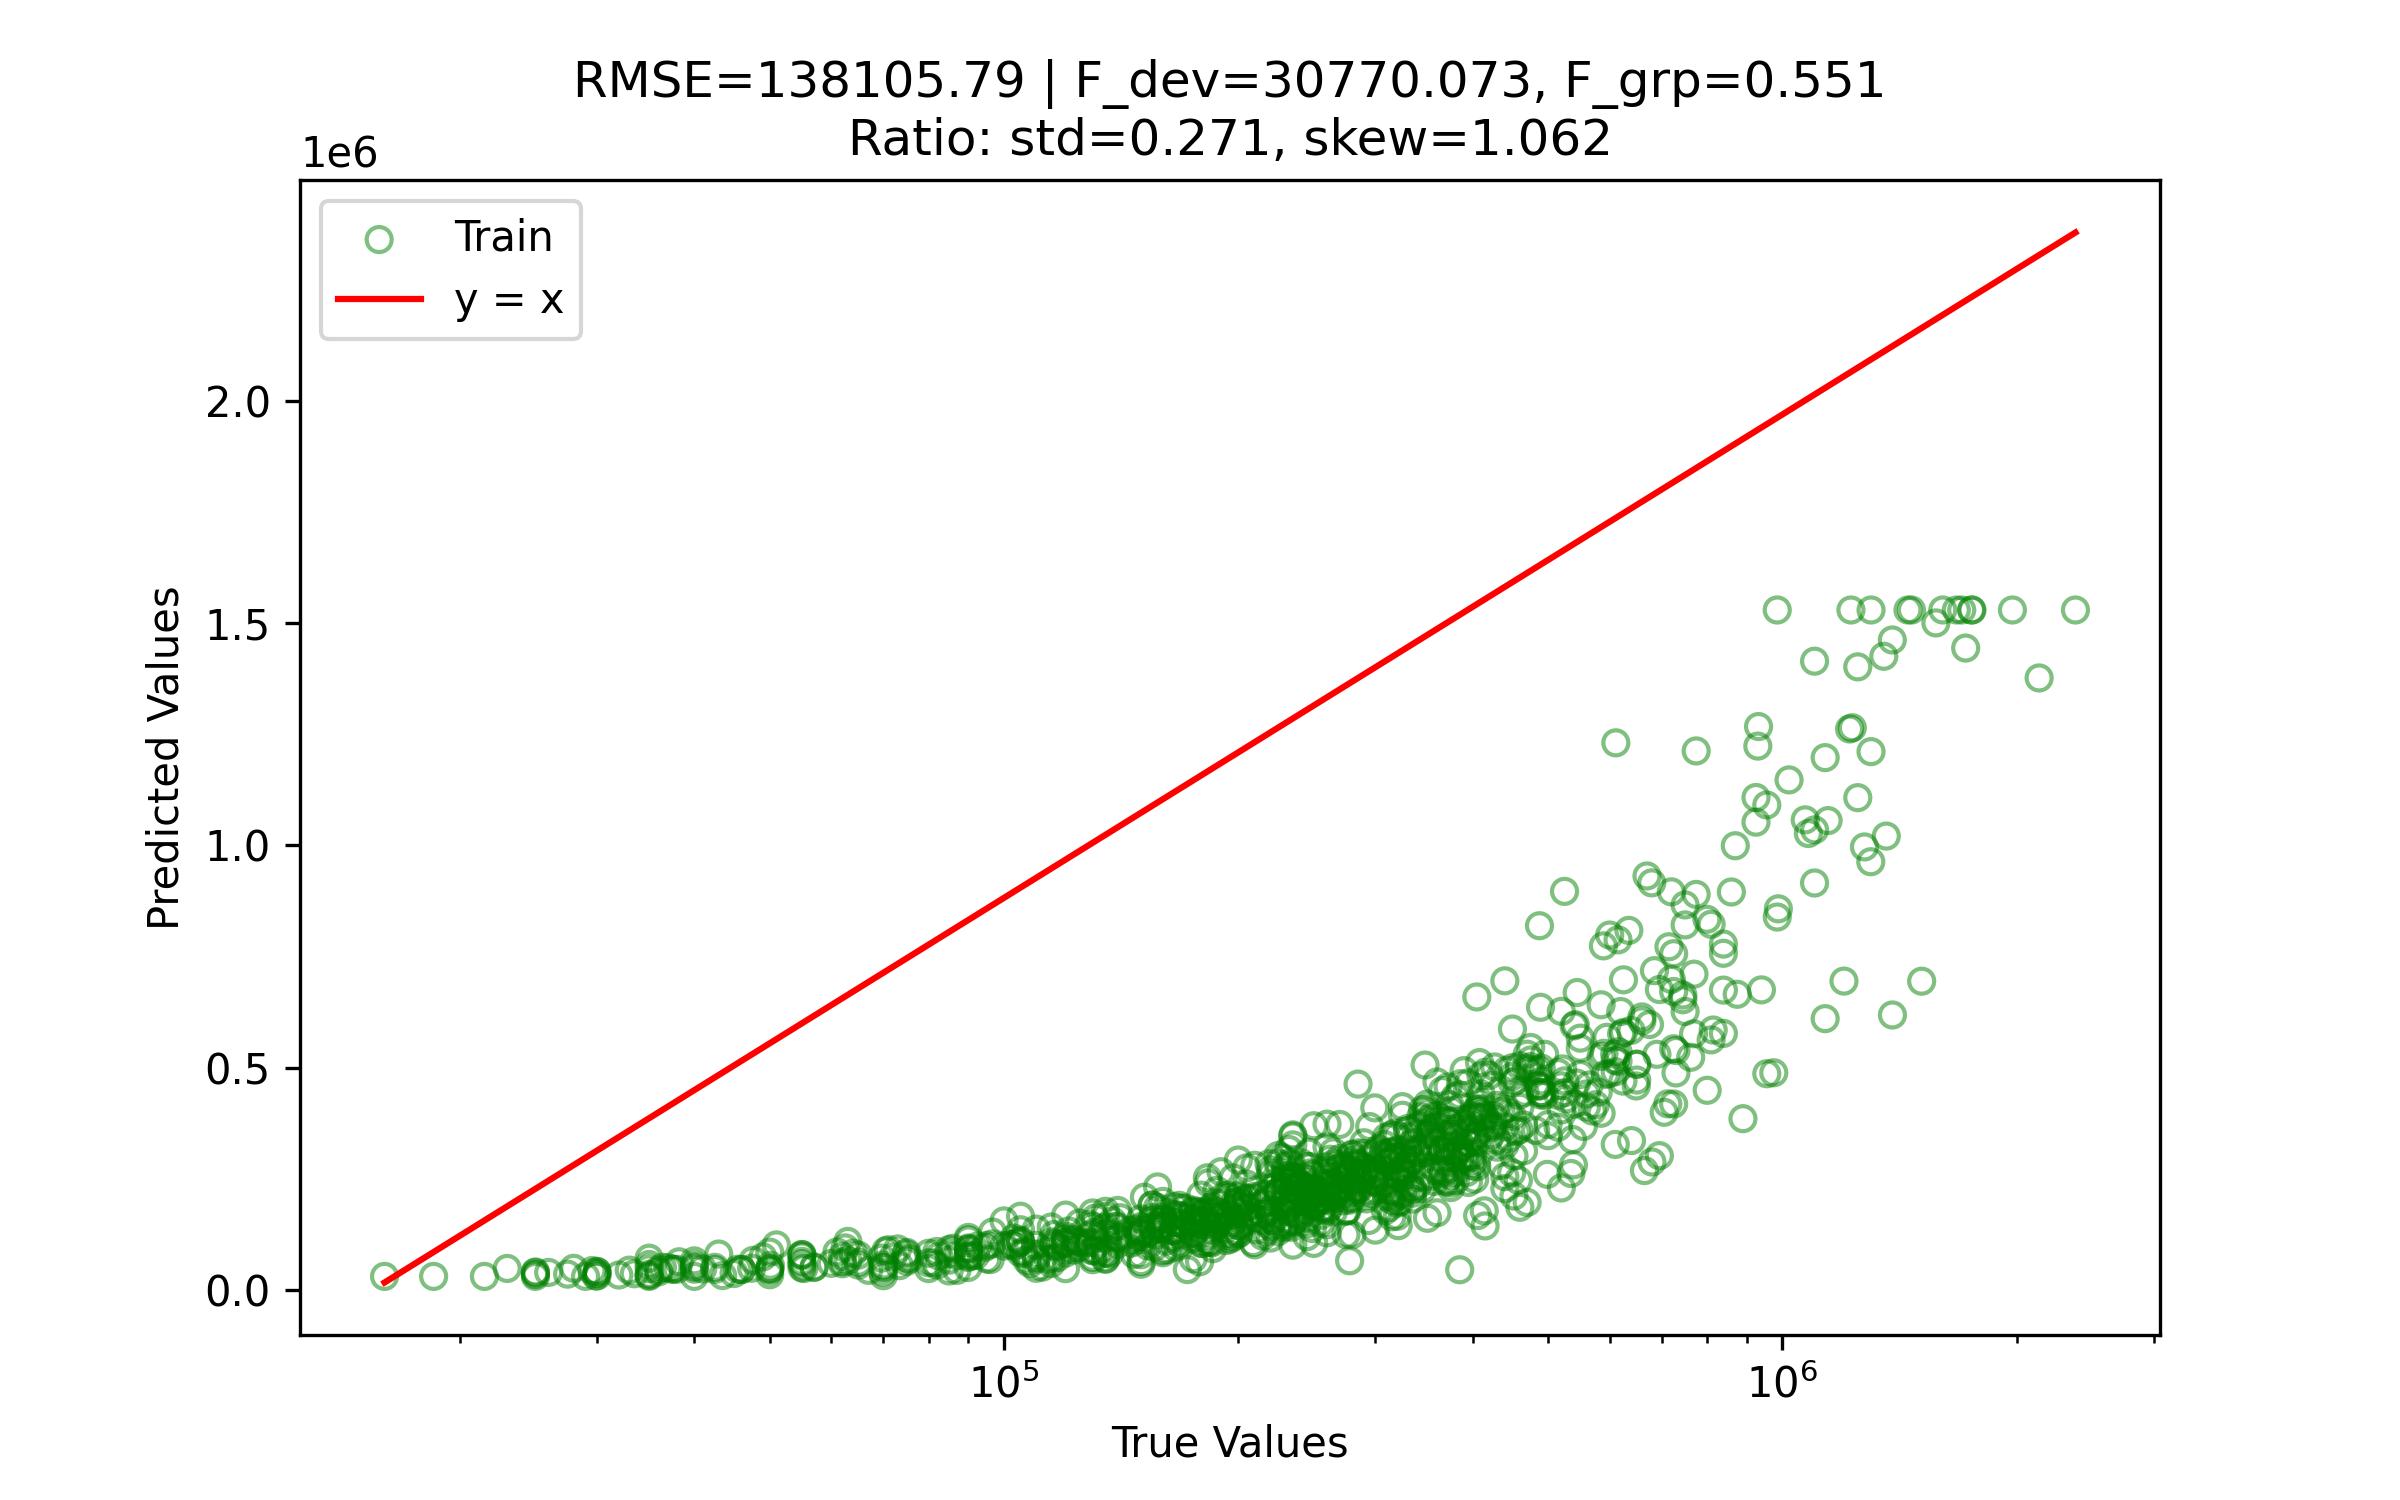 RMSE=138105.79 | F_dev=30770.073, F_grp=0.551
Ratio: std=0.271, skew=1.062
1e6
Train
y = x
2.0
1.5
1.0
0.5
0.0
Predicted Values
10⁵
10⁶
True Values